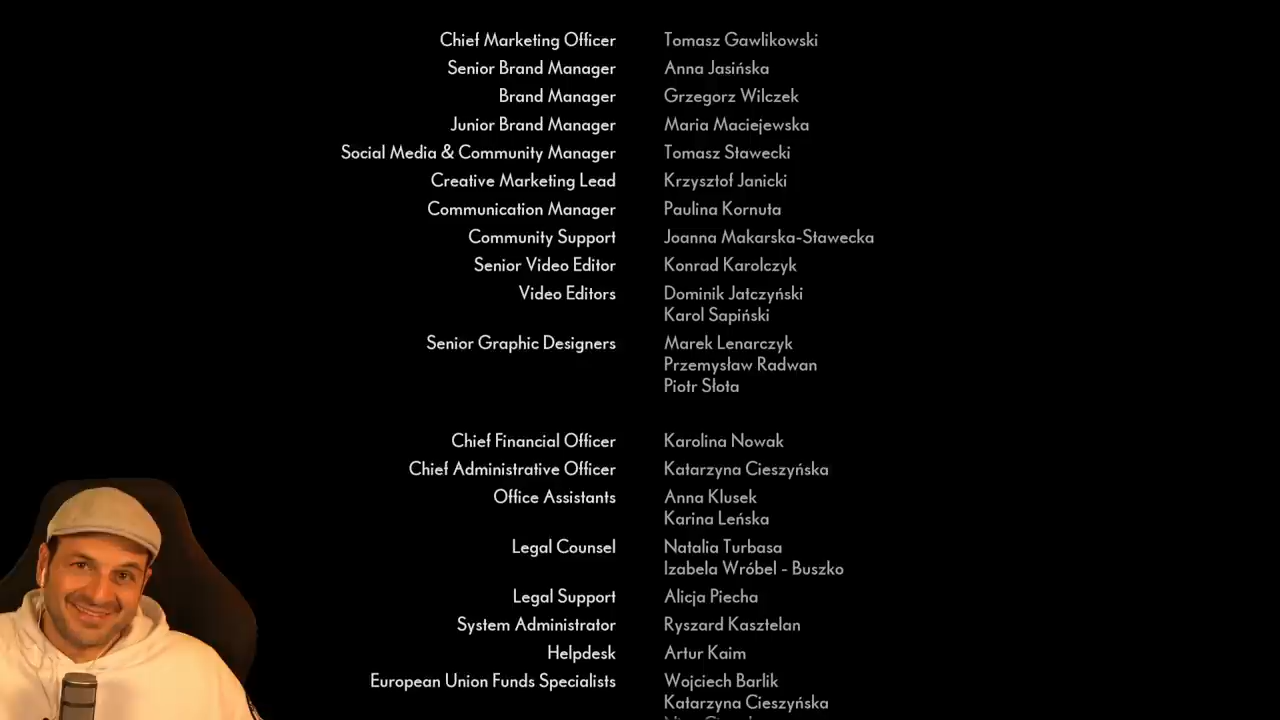 Chief Marketing Officer Tomasz Gawlikowski
Senior Brand Manager Anna Jasińska
Brand Manager Grzegorz Wilczek
Junior Brand Manager Maria Maciejewska
Social Media & Community Manager Tomasz Stawecki
Creative Marketing Lead Krzysztof Janicki
Communication Manager Paulina Kornuta
Community Support Joanna Makarska-Stawecka
Senior Video Editor Konrad Karolczyk
Video Editors Dominik Jatczyński
Karol Sapiński
Senior Graphic Designers Marek Lenarczyk
Przemysław Radwan
Piotr Słota
Chief Financial Officer Karolina Nowak
Chief Administrative Officer Katarzyna Cieszyńska
Office Assistants Anna Klusek
Karina Leńska
Legal Counsel Natalia Turbasa
Izabela Wróbel - Buszko
Legal Support Alicja Piecha
System Administrator Ryszard Kasztelan
Helpdesk Artur Kaim
European Union Funds Specialists Wojciech Barlik
Katarzyna Cieszyńska